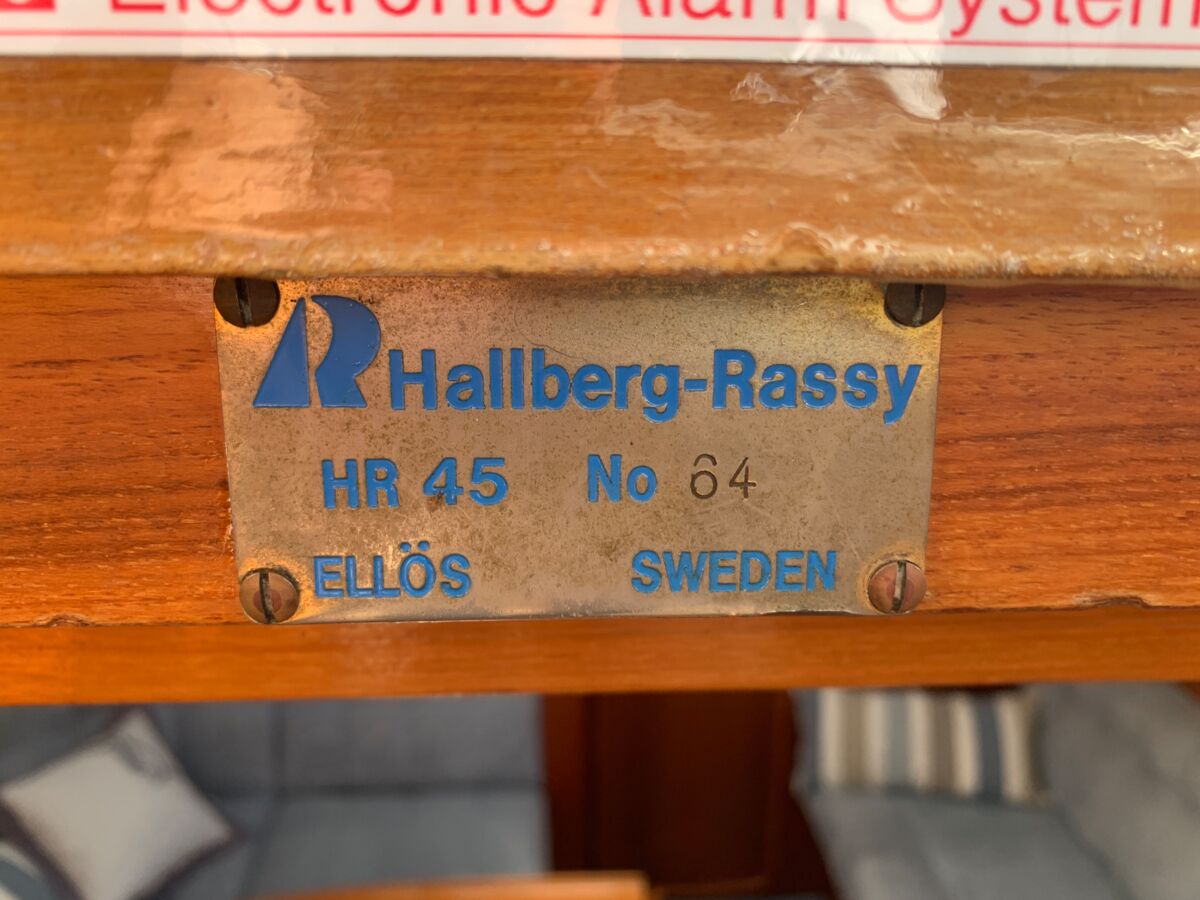 Electronic Alarm System
Hallberg-Rassy
HR 45 No 64
ELLÖS SWEDEN